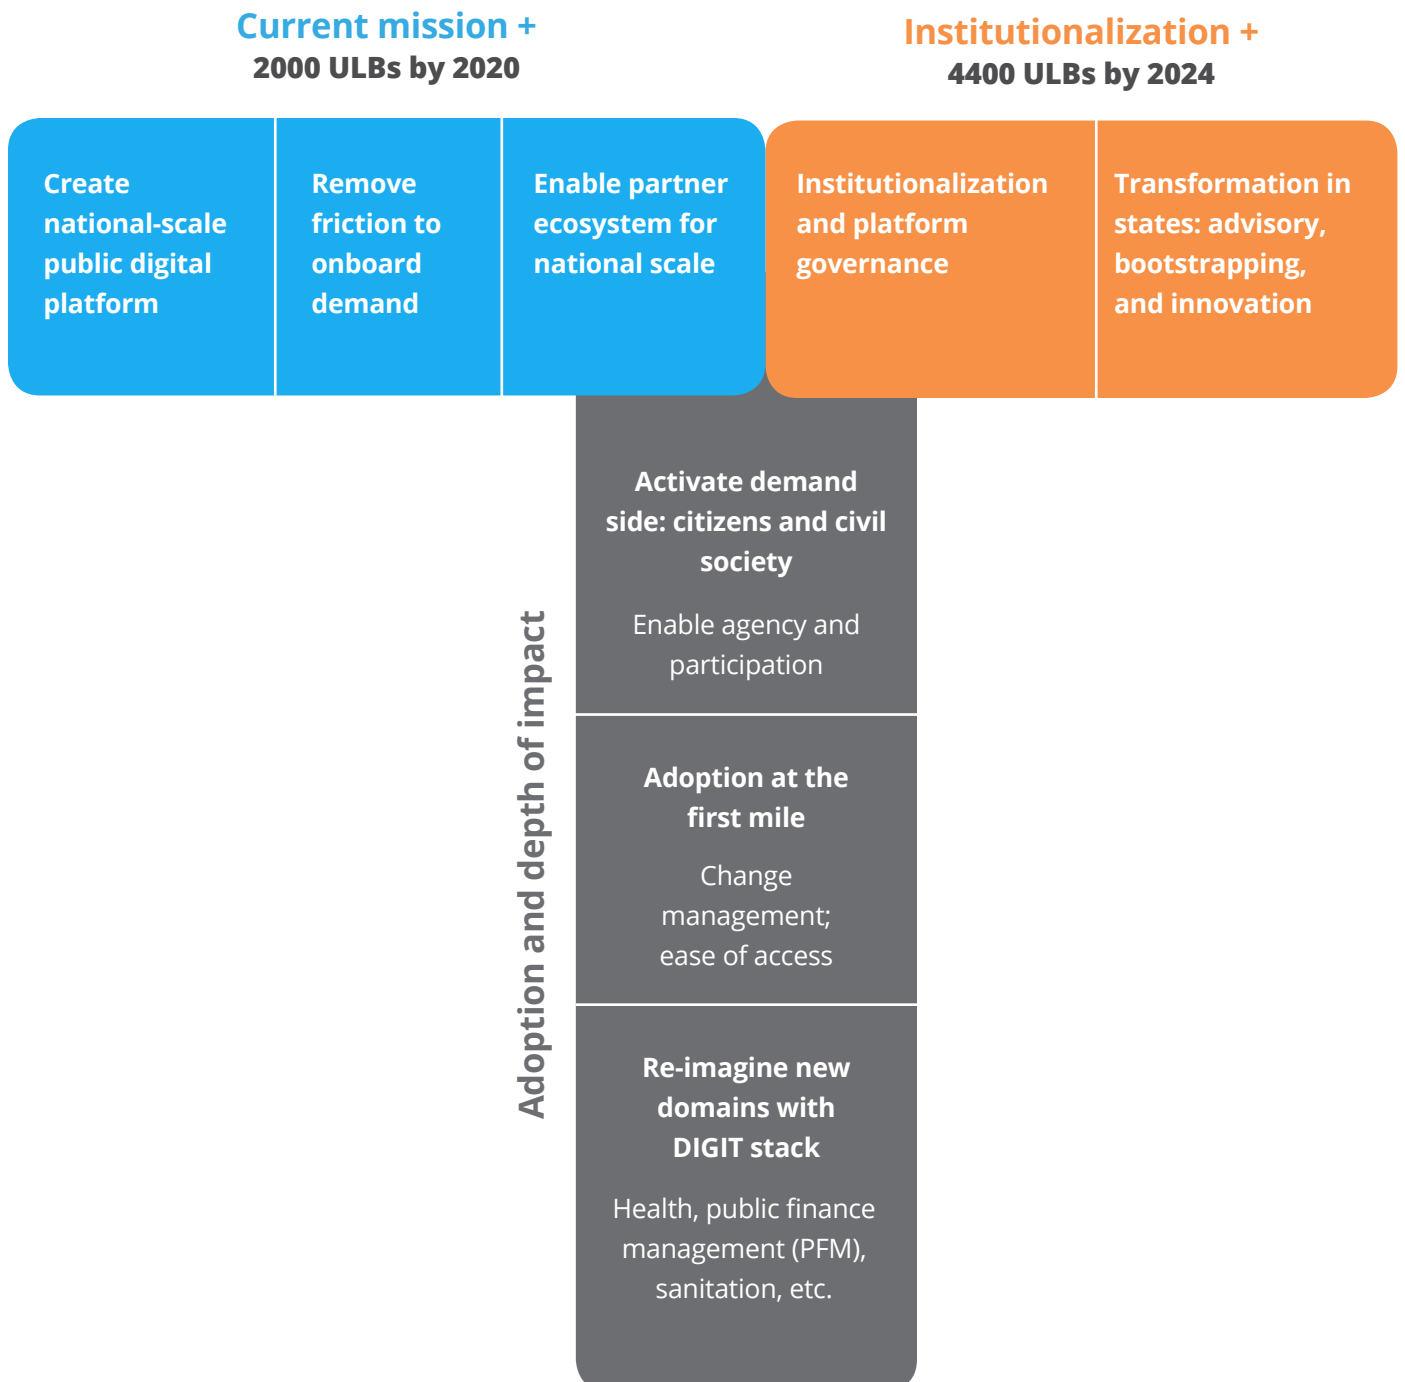 Current mission +
2000 ULBs by 2020
Institutionalization +
4400 ULBs by 2024
Create
national-scale
public digital
platform
Remove
friction to
onboard
demand
Enable partner
ecosystem for
national scale
Institutionalization
and platform
governance
Transformation in
states: advisory,
bootstrapping,
and innovation
Adoption and depth of impact
Activate demand
side: citizens and civil
society
Enable agency and
participation
Adoption at the
first mile
Change
management;
ease of access
Re-imagine new
domains with
DIGIT stack
Health, public finance
management (PFM),
sanitation, etc.